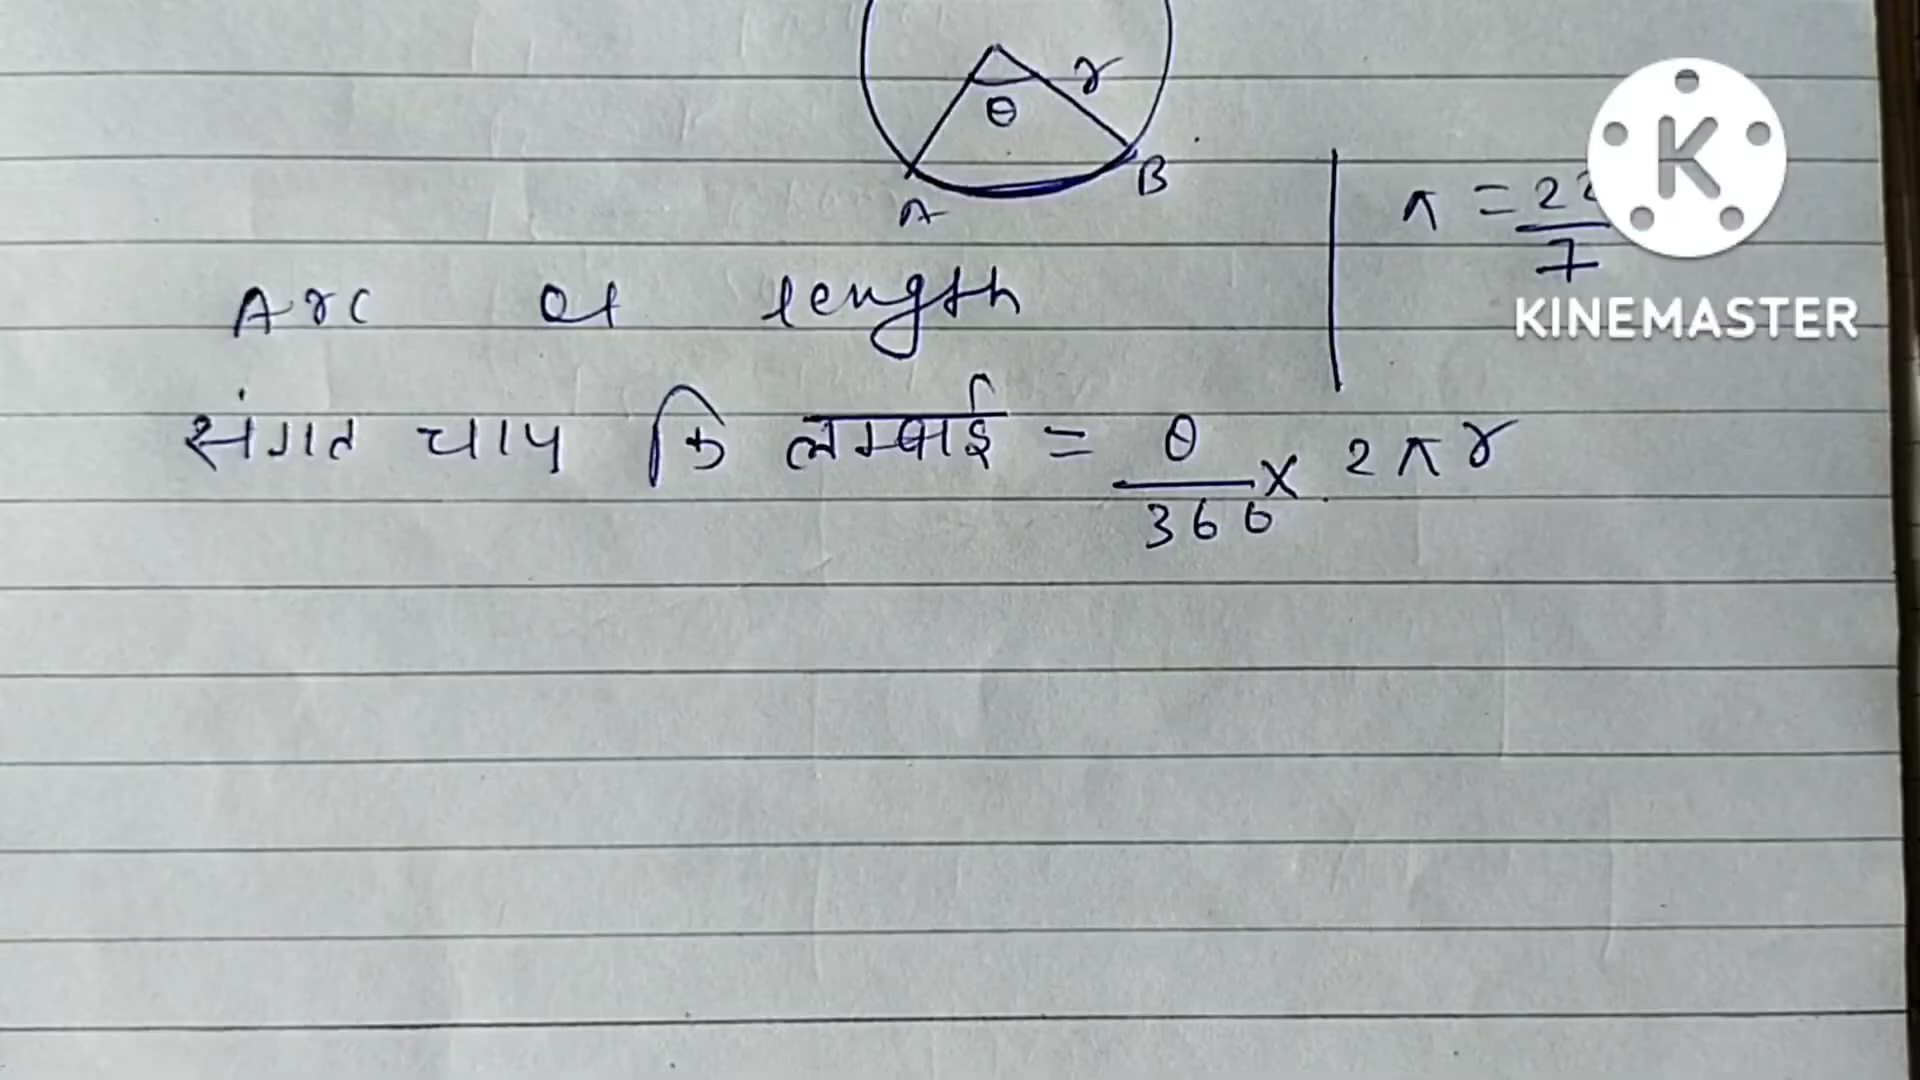 θ r
A B
π = 22/7
KINEMASTER
Arc of length
संगत चाप कि लम्बाई = θ/360 × 2πr